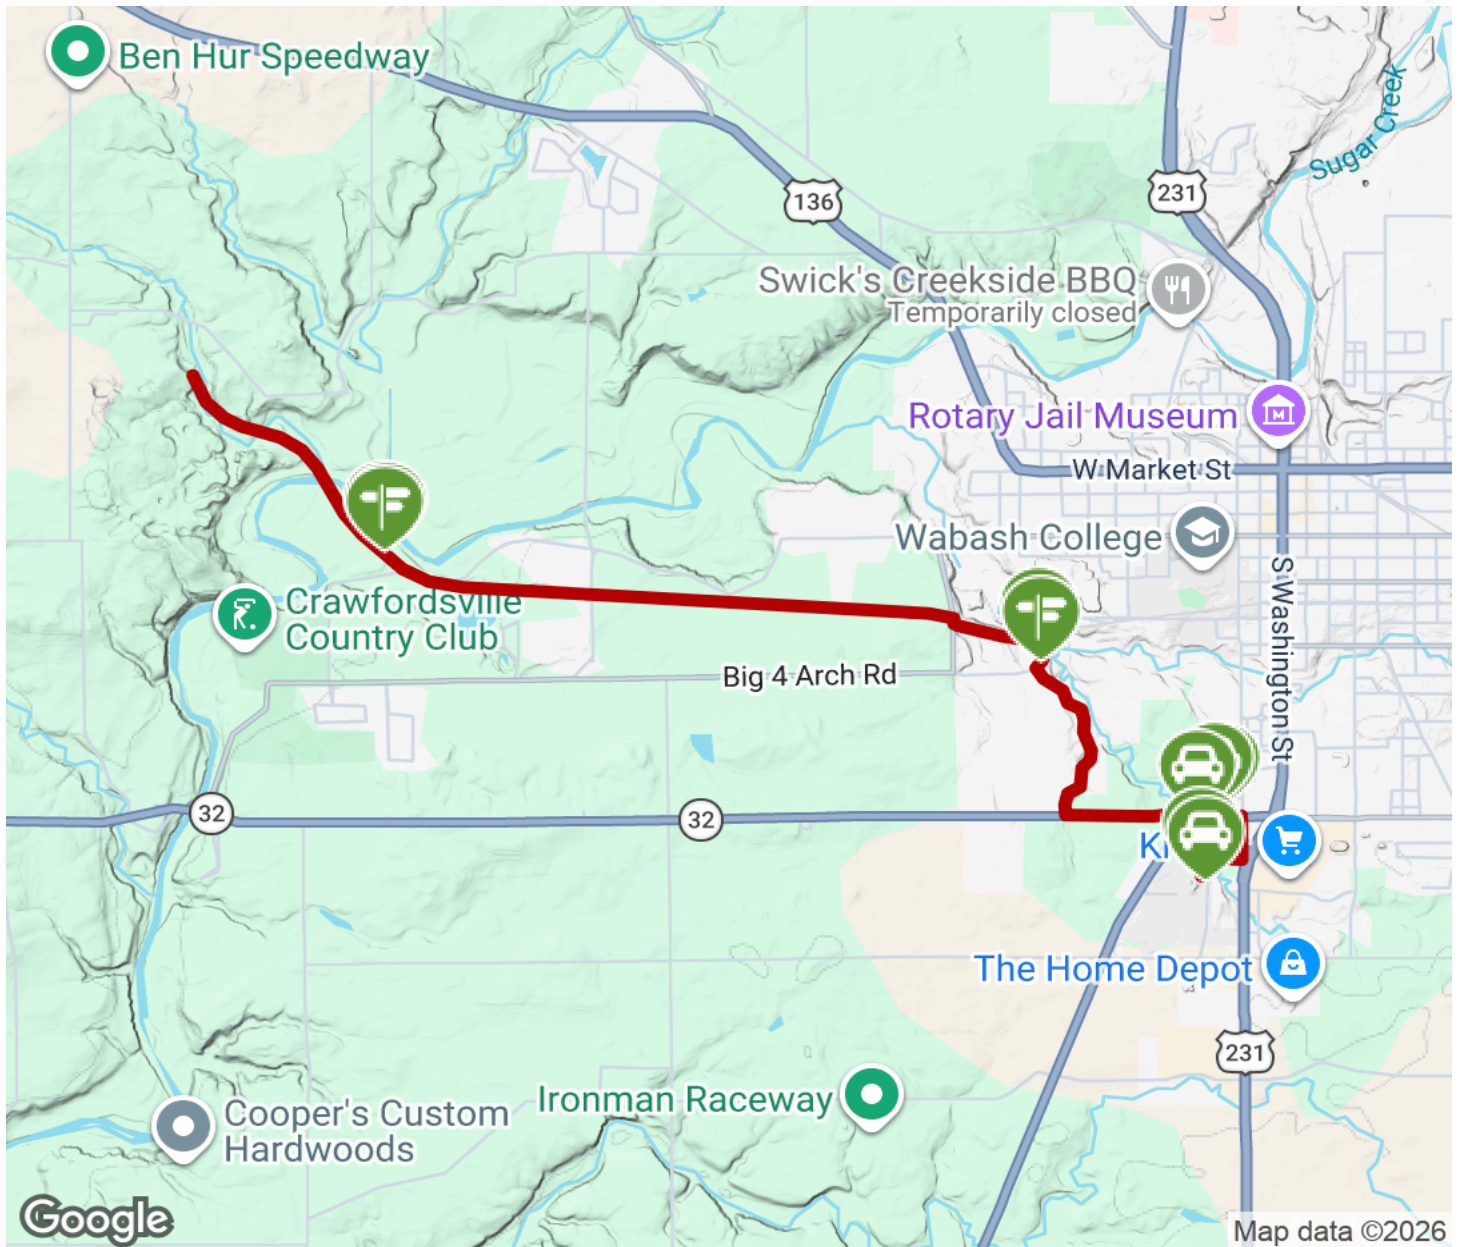 Ben Hur Speedway
Sugar Creek
136
231
Swick's Creekside BBQ
Temporarily closed
Rotary Jail Museum
W Market St
Wabash College
S Washington St
Crawfordsville
Country Club
Big 4 Arch Rd
32
32
The Home Depot
231
Ironman Raceway
Cooper's Custom
Hardwoods
Google
Map data ©2026